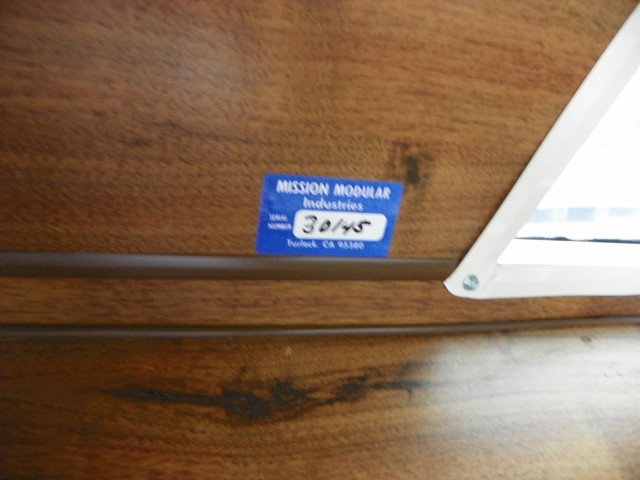 MISSION MODULAR
Industries
SERIAL
NUMBER 30145
Turlock, CA 95380